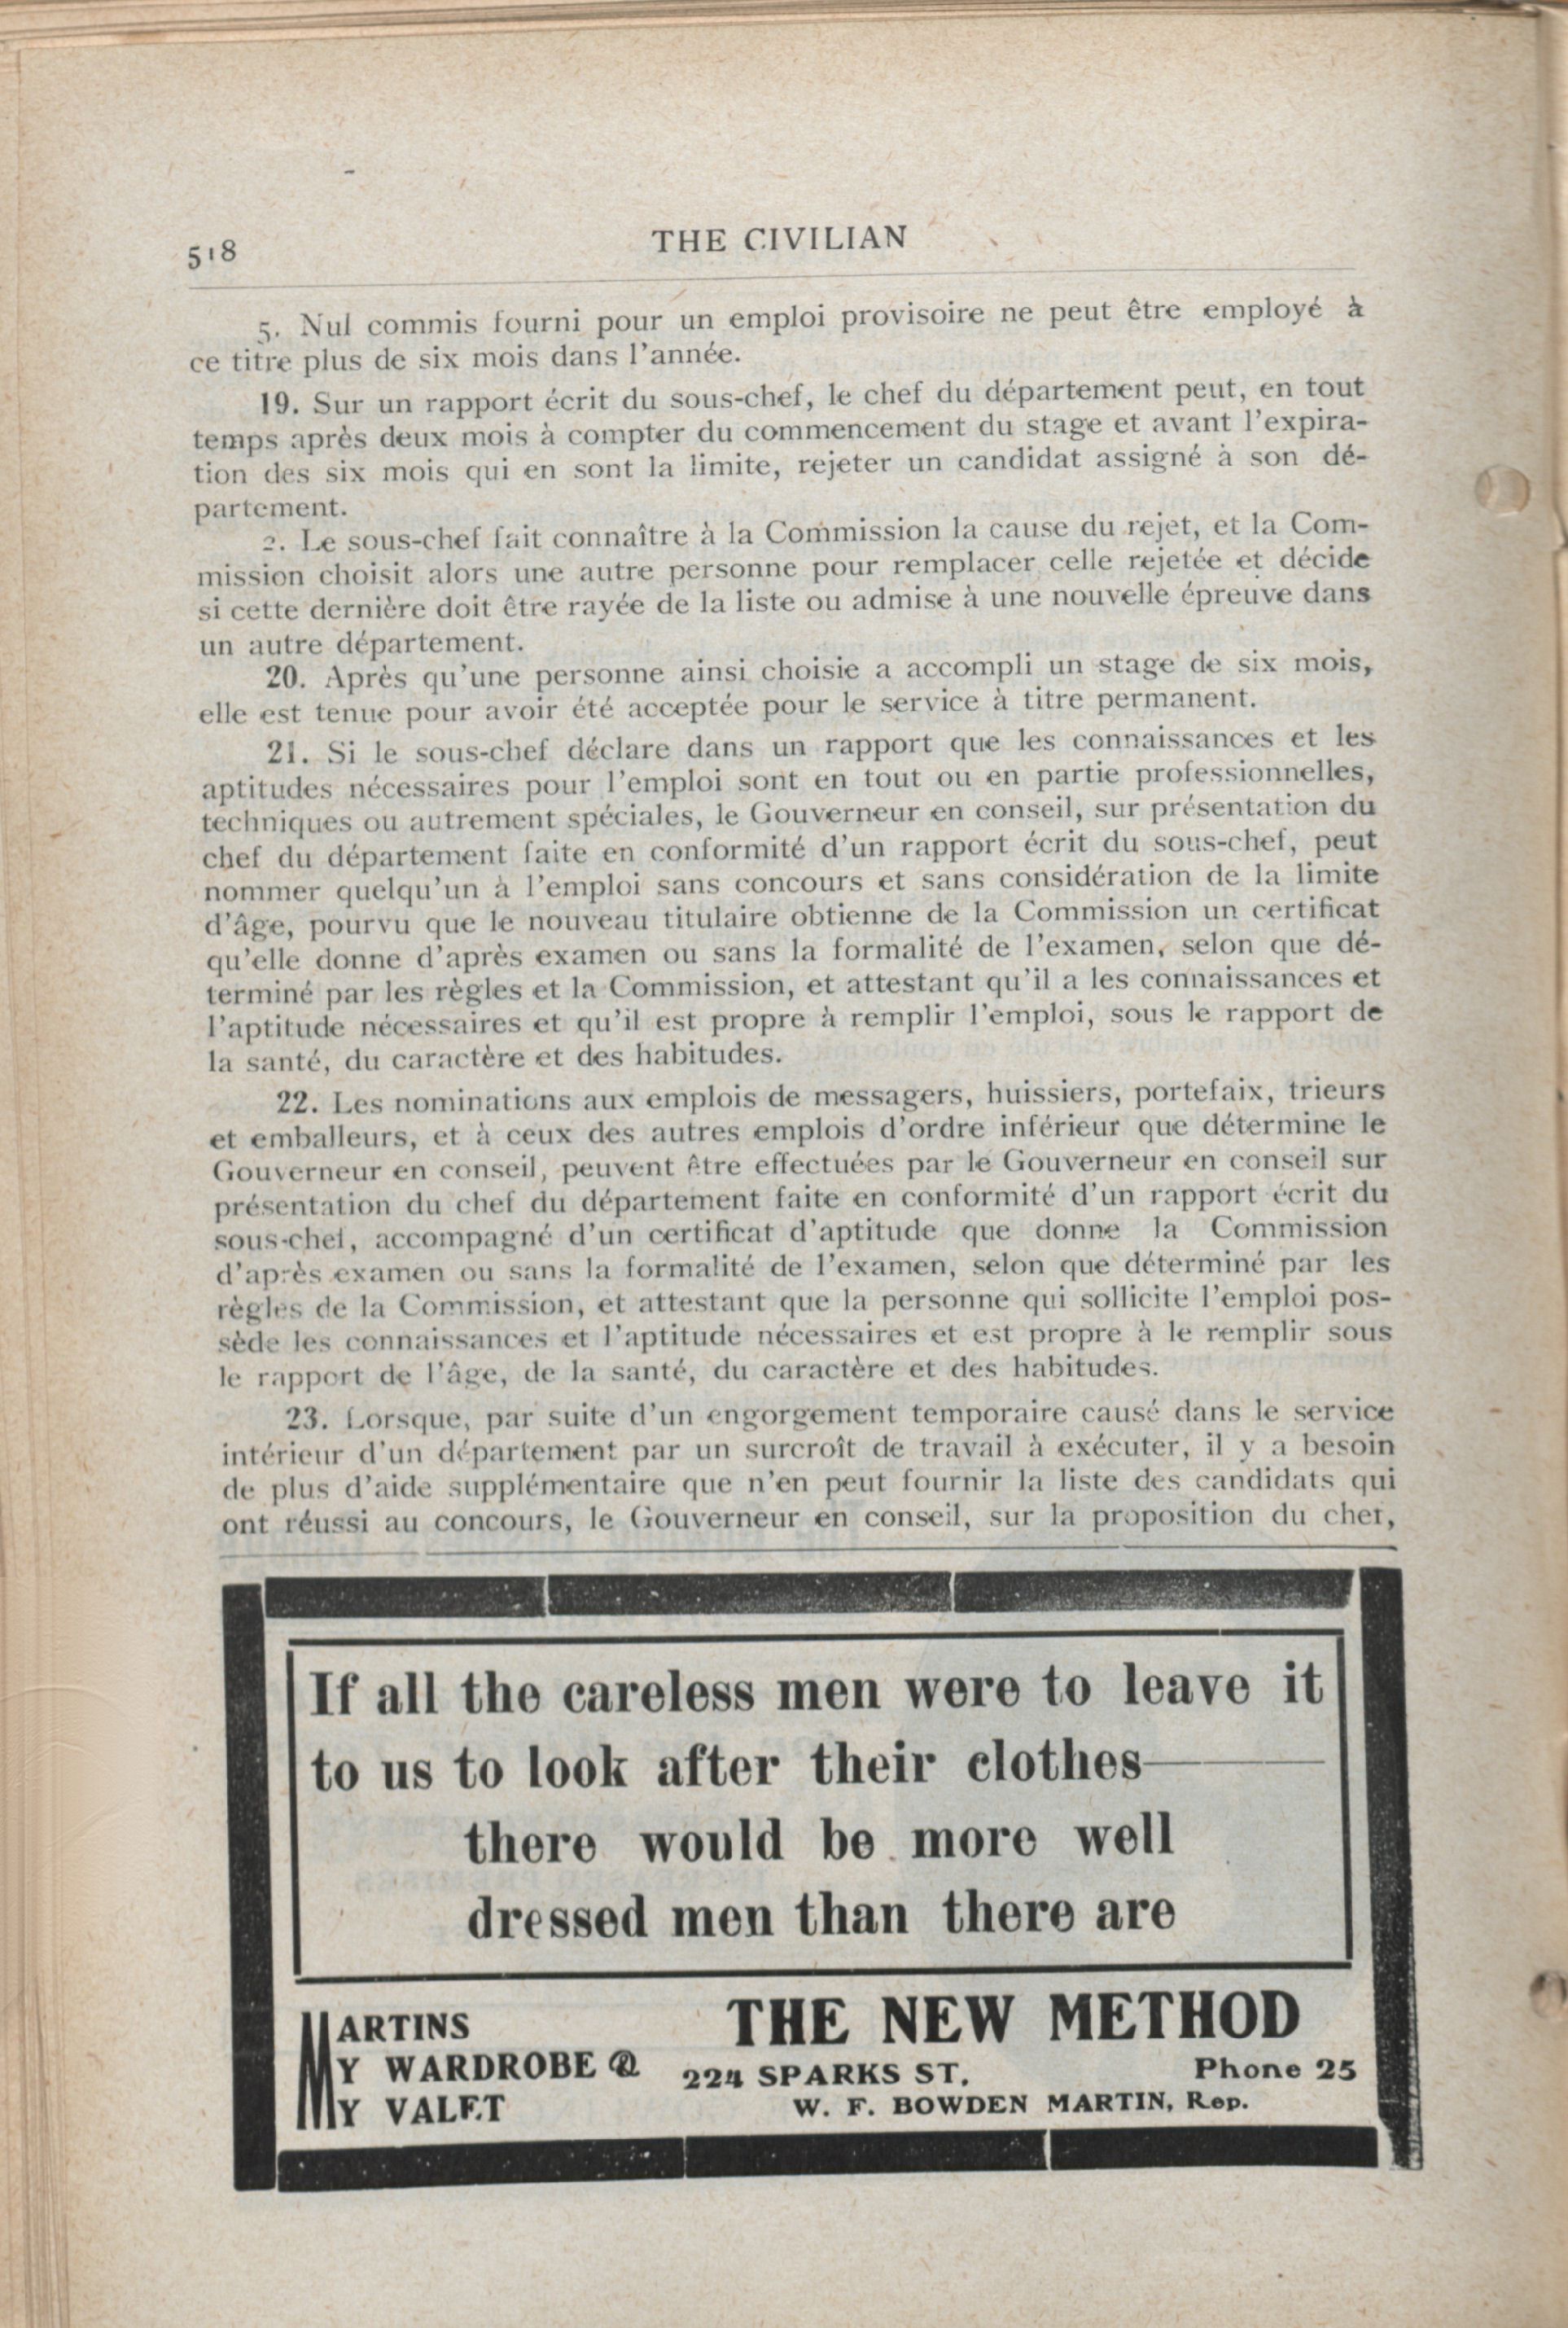 518
THE CIVILIAN
5. Nul commis fourni pour un emploi provisoire ne peut être employé à
ce titre plus de six mois dans l'année.
19. Sur un rapport écrit du sous-chef, le chef du département peut, en tout
temps après deux mois à compter du commencement du stage et avant l'expira-
tion des six mois qui en sont la limite, rejeter un candidat assigné à son dé-
partement.
2. Le sous-chef fait connaître à la Commission la cause du rejet, et la Com-
mission choisit alors une autre personne pour remplacer celle rejetée et décide
si cette dernière doit être rayée de la liste ou admise à une nouvelle épreuve dans
un autre département.
20. Après qu'une personne ainsi choisie a accompli un stage de six mois,
elle est tenue pour avoir été acceptée pour le service à titre permanent.
21. Si le sous-chef déclare dans un rapport que les connaissances et les
aptitudes nécessaires pour l'emploi sont en tout ou en partie professionnelles,
techniques ou autrement spéciales, le Gouverneur en conseil, sur présentation du
chef du département faite en conformité d'un rapport écrit du sous-chef, peut
nommer quelqu'un à l'emploi sans concours et sans considération de la limite
d'âge, pourvu que le nouveau titulaire obtienne de la Commission un certificat
qu'elle donne d'après examen ou sans la formalité de l'examen, selon que dé-
terminé par les règles et la Commission, et attestant qu'il a les connaissances et
l'aptitude nécessaires et qu'il est propre à remplir l'emploi, sous le rapport de
la santé, du caractère et des habitudes.
22. Les nominations aux emplois de messagers, huissiers, portefaix, trieurs
et emballeurs, et à ceux des autres emplois d'ordre inférieur que détermine le
Gouverneur en conseil, peuvent être effectuées par le Gouverneur en conseil sur
présentation du chef du département faite en conformité d'un rapport écrit du
sous-chef, accompagné d'un certificat d'aptitude que donne la Commission
d'après examen ou sans la formalité de l'examen, selon que déterminé par les
règles de la Commission, et attestant que la personne qui sollicite l'emploi pos-
sède les connaissances et l'aptitude nécessaires et est propre à le remplir sous
le rapport de l'âge, de la santé, du caractère et des habitudes.
23. Lorsque, par suite d'un engorgement temporaire causé dans le service
intérieur d'un département par un surcroît de travail à exécuter, il y a besoin
de plus d'aide supplémentaire que n'en peut fournir la liste des candidats qui
ont réussi au concours, le Gouverneur en conseil, sur la proposition du chef,
If all the careless men were to leave it
to us to look after their clothes—
there would be more well
dressed men than there are
MARTINS
MY WARDROBE &
MY VALET
THE NEW METHOD
224 SPARKS ST. Phone 25
W. F. BOWDEN MARTIN, Rep.